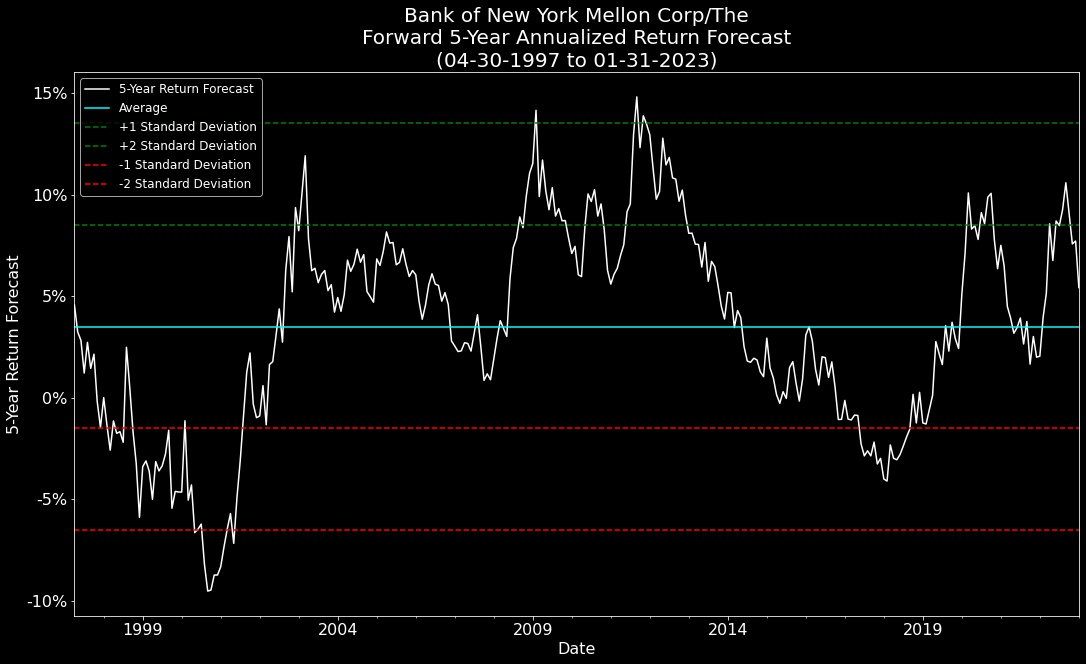 Bank of New York Mellon Corp/The
Forward 5-Year Annualized Return Forecast
(04-30-1997 to 01-31-2023)
5-Year Return Forecast
Average
+1 Standard Deviation
+2 Standard Deviation
-1 Standard Deviation
-2 Standard Deviation
15%
10%
5%
0%
-5%
-10%
5-Year Return Forecast
1999
2004
2009
2014
2019
Date